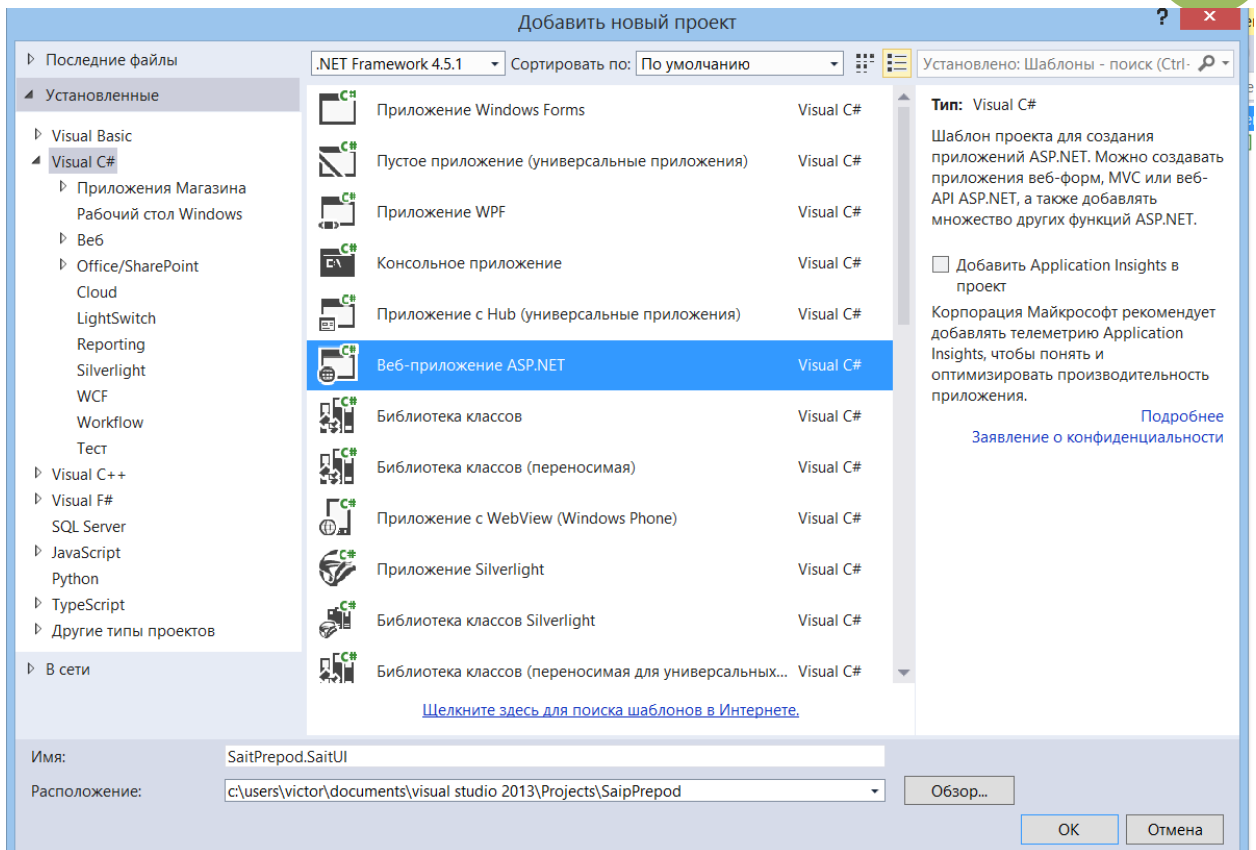 Добавить новый проект
?
x
Последние файлы
Установленные
Visual Basic
Visual C#
Приложения Магазина
Рабочий стол Windows
Веб
Office/SharePoint
Cloud
LightSwitch
Reporting
Silverlight
WCF
Workflow
Тест
Visual C++
Visual F#
SQL Server
JavaScript
Python
TypeScript
Другие типы проектов
В сети
.NET Framework 4.5.1 Сортировать по: По умолчанию
Приложение Windows Forms Visual C#
Пустое приложение (универсальные приложения) Visual C#
Приложение WPF Visual C#
Консольное приложение Visual C#
Приложение с Hub (универсальные приложения) Visual C#
Веб-приложение ASP.NET Visual C#
Библиотека классов Visual C#
Библиотека классов (переносимая) Visual C#
Приложение с WebView (Windows Phone) Visual C#
Приложение Silverlight Visual C#
Библиотека классов Silverlight Visual C#
Библиотека классов (переносимая для универсальных... Visual C#
Щелкните здесь для поиска шаблонов в Интернете.
Установлено: Шаблоны - поиск (Ctrl-
Тип: Visual C#
Шаблон проекта для создания
приложений ASP.NET. Можно создавать
приложения веб-форм, MVC или веб-
API ASP.NET, а также добавлять
множество других функций ASP.NET.
Добавить Application Insights в
проект
Корпорация Майкрософт рекомендует
добавлять телеметрию Application
Insights, чтобы понять и
оптимизировать производительность
приложения.
Подробнее
Заявление о конфиденциальности
Имя: SaitPrepod.SaitUI
Расположение: c:\users\victor\documents\visual studio 2013\Projects\SaipPrepod
Обзор...
OK Отмена